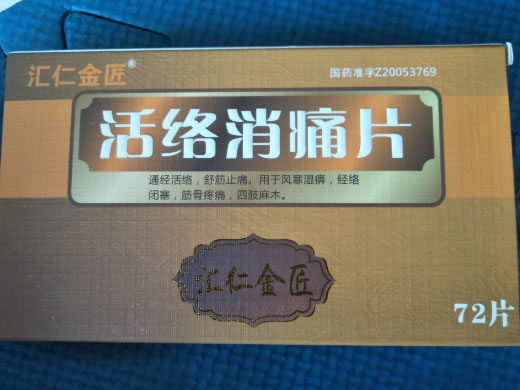 汇仁金匠®
国药准字Z20053769
活络消痛片
通经活络，舒筋止痛。用于风寒湿痹，经络
闭塞，筋骨疼痛，四肢麻木。
汇仁金匠
72片